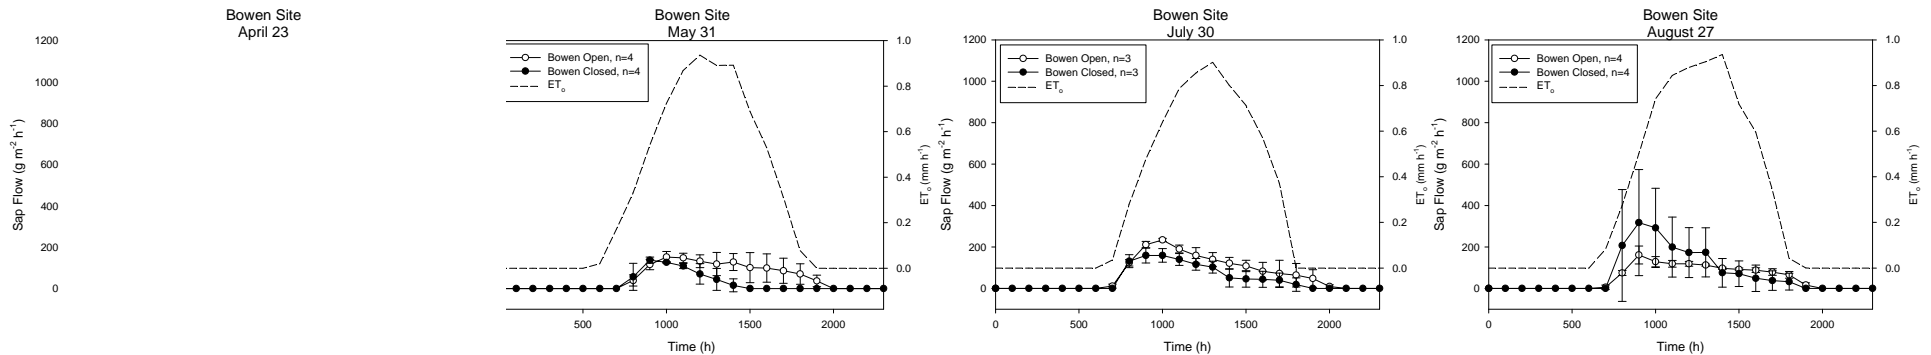 Bowen Site
April 23
1200
1000
800
600
400
200
0
Sap Flow (g m⁻² h⁻¹)
Bowen Site
May 31
Bowen Open, n=4
Bowen Closed, n=4
ETₒ
1.0
0.8
0.6
0.4
0.2
0.0
ETₒ (mm h⁻¹)
500
1000
1500
2000
Time (h)
Bowen Site
July 30
1200
1000
800
600
400
200
0
Sap Flow (g m⁻² h⁻¹)
Bowen Open, n=3
Bowen Closed, n=3
ETₒ
1.0
0.8
0.6
0.4
0.2
0.0
ETₒ (mm h⁻¹)
0
500
1000
1500
2000
Time (h)
Bowen Site
August 27
1200
1000
800
600
400
200
0
Sap Flow (g m⁻² h⁻¹)
Bowen Open, n=4
Bowen Closed, n=4
ETₒ
1.0
0.8
0.6
0.4
0.2
0.0
ETₒ (mm h⁻¹)
0
500
1000
1500
2000
Time (h)